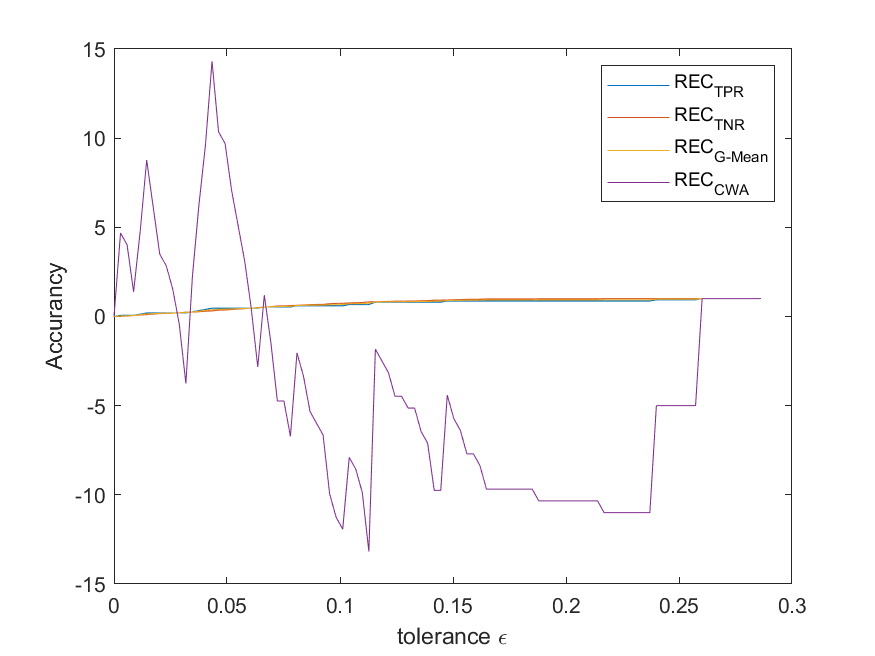 15
10
5
0
-5
-10
-15
0
0.05
0.1
0.15
0.2
0.25
0.3
Accurancy
tolerance ϵ
REC_TPR
REC_TNR
REC_G-Mean
REC_CWA